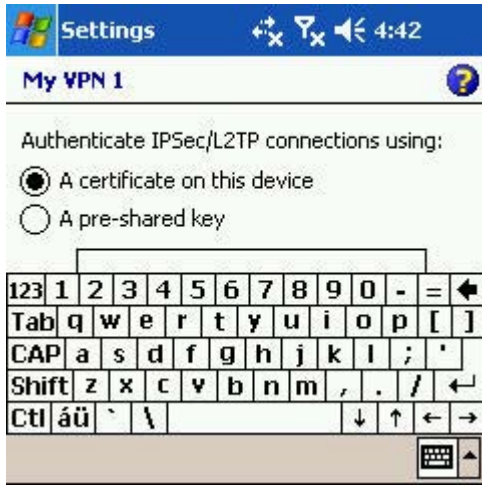 Settings 4:42
My VPN 1 ?
Authenticate IPSec/L2TP connections using:
A certificate on this device
A pre-shared key
123 1 2 3 4 5 6 7 8 9 0 - = 
Tab q w e r t y u i o p [ ]
CAP a s d f g h j k l ; '
Shift z x c v b n m , . /
Ctl áü ` \ ↓ ↑ ← →